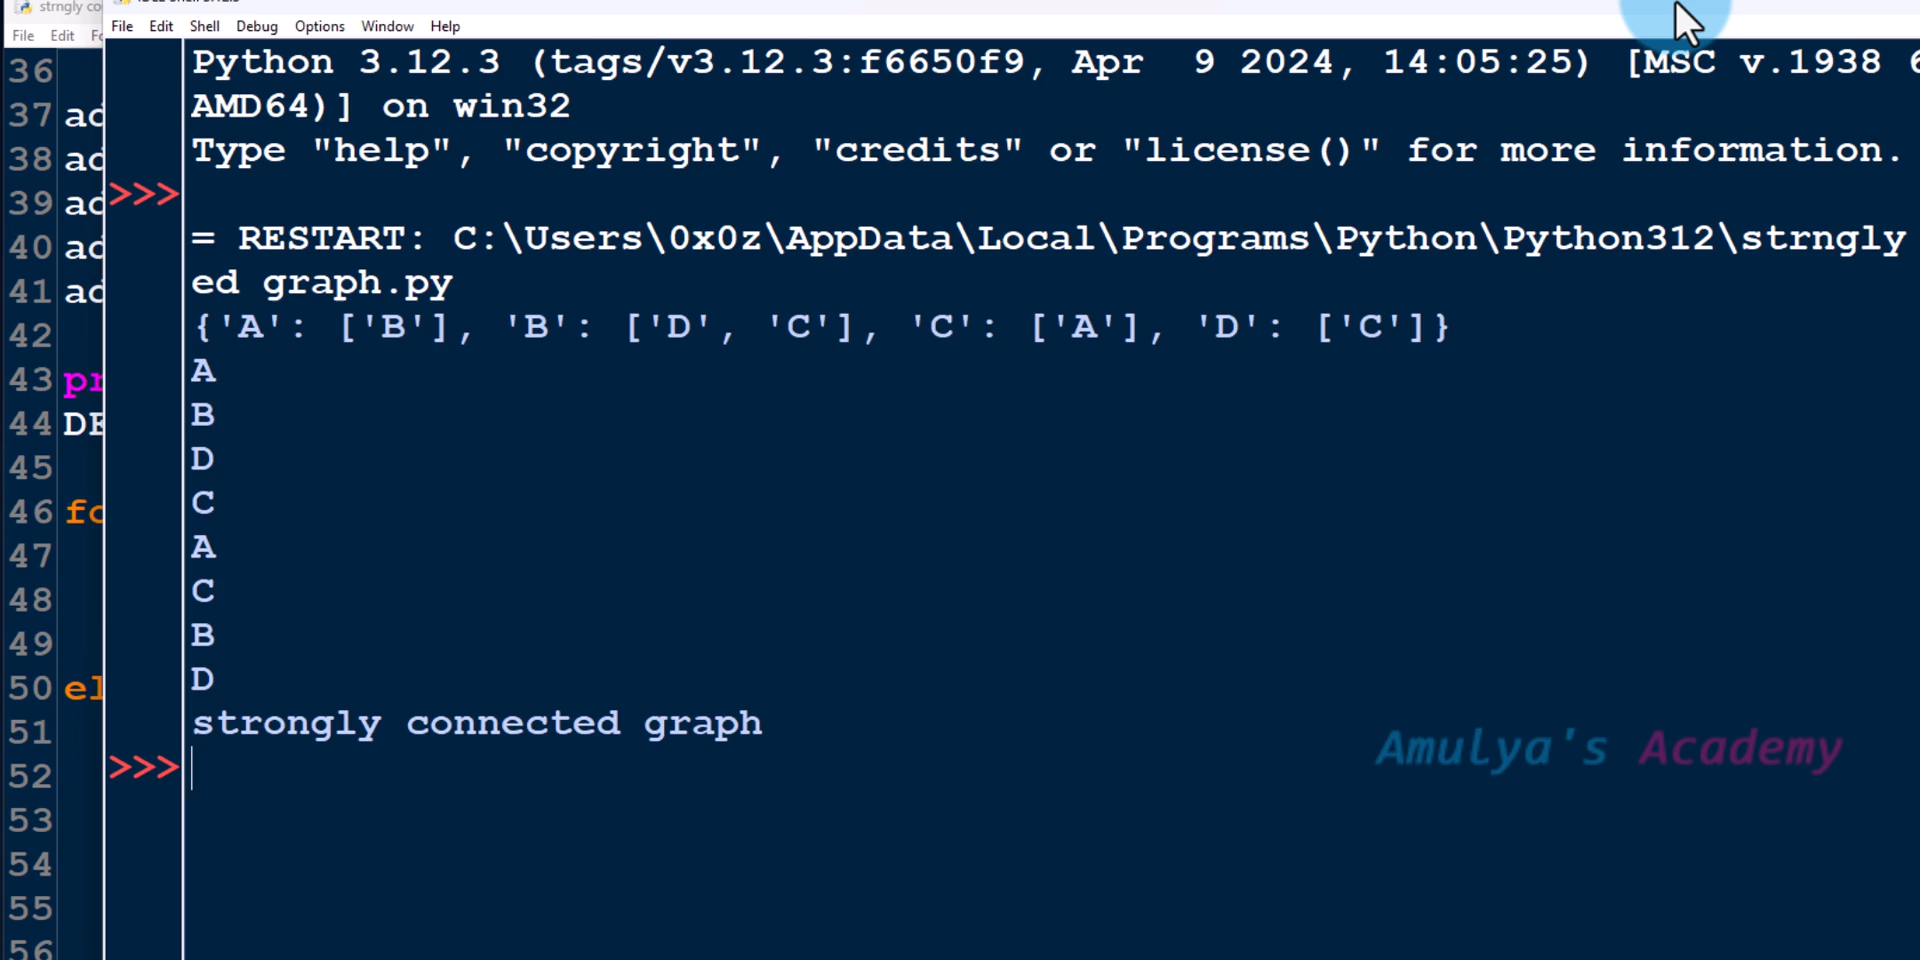 strngly co
File Edit Fo
File Edit Shell Debug Options Window Help
Python 3.12.3 (tags/v3.12.3:f6650f9, Apr  9 2024, 14:05:25) [MSC v.1938 6
AMD64)] on win32
Type "help", "copyright", "credits" or "license()" for more information.
>>>
= RESTART: C:\Users\0x0z\AppData\Local\Programs\Python\Python312\strngly
ed graph.py
{'A': ['B'], 'B': ['D', 'C'], 'C': ['A'], 'D': ['C']}
A
B
D
C
A
C
B
D
strongly connected graph
>>>
Amulya's Academy
36
37 ad
38 ad
39 ad
40 ad
41 ad
42
43 pr
44 DE
45
46 fo
47
48
49
50 el
51
52
53
54
55
56